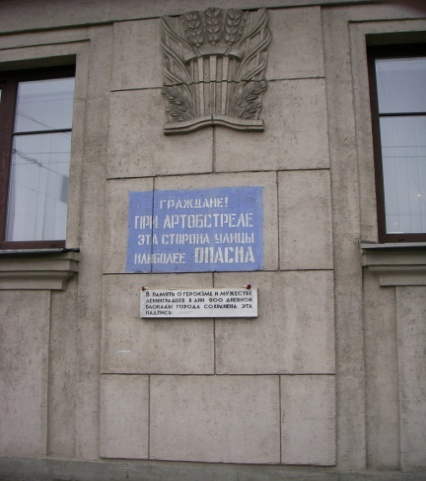 ГРАЖДАНЕ!
ПРИ АРТОБСТРЕЛЕ
ЭТА СТОРОНА УЛИЦЫ
НАИБОЛЕЕ ОПАСНА
В ПАМЯТЬ О ГЕРОИЗМЕ И МУЖЕСТВЕ
ЛЕНИНГРАДЦЕВ В ДНИ 900 ДНЕВНОЙ
БЛОКАДЫ ГОРОДА СОХРАНЕНА ЭТА
НАДПИСЬ